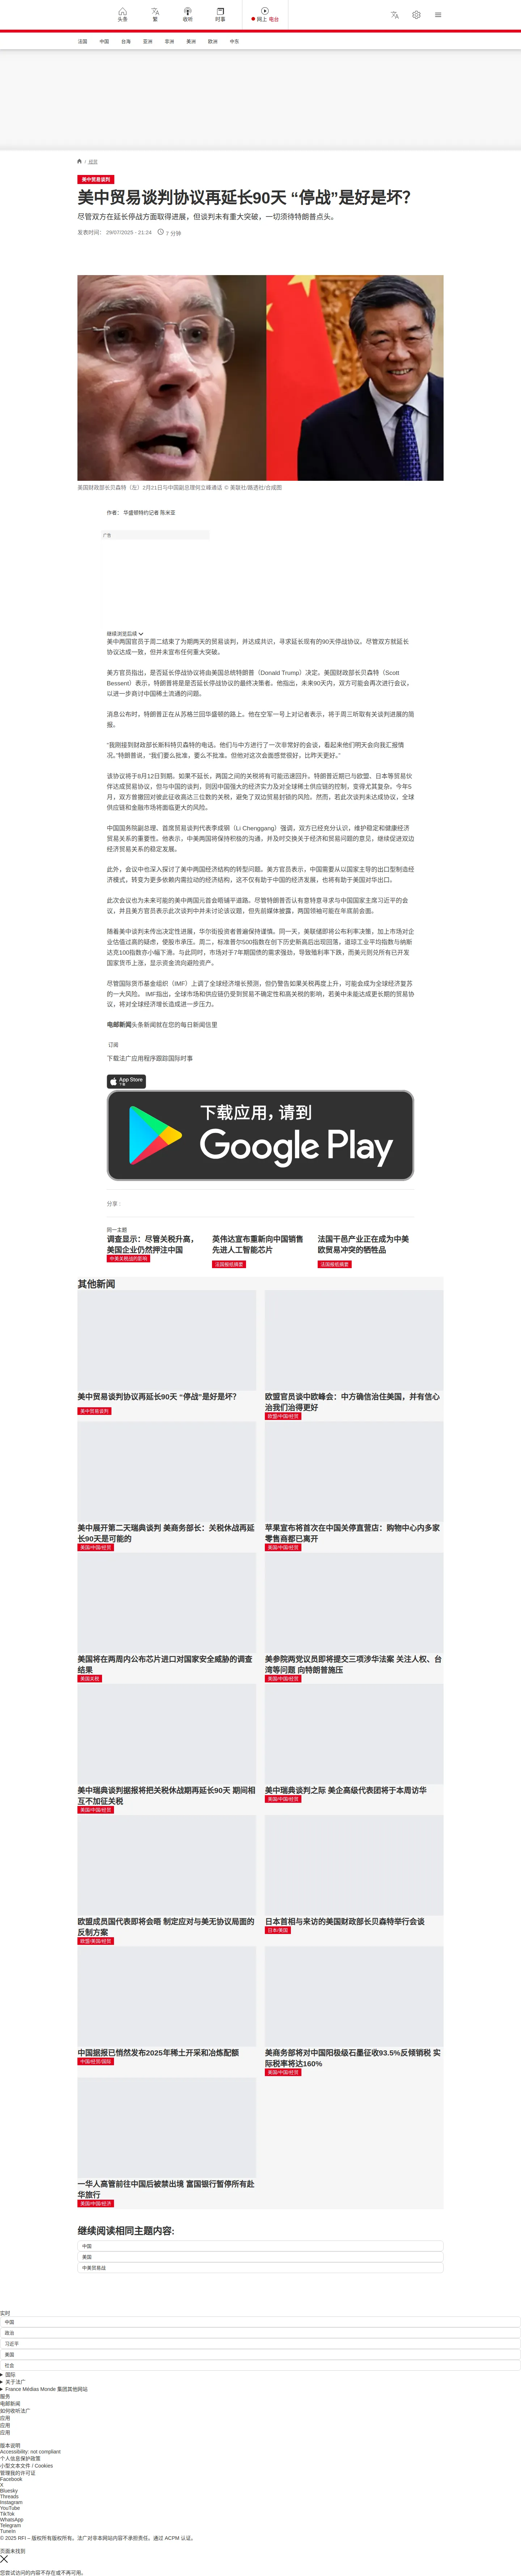 头条
繁
收听
时事
网上 电台
法国
中国
台海
亚洲
非洲
美洲
欧洲
中东
/ 经贸
美中贸易谈判
美中贸易谈判协议再延长90天 “停战”是好是坏？
尽管双方在延长停战方面取得进展，但谈判未有重大突破，一切须待特朗普点头。
发表时间： 29/07/2025 - 21:24
7 分钟
美国财政部长贝森特（左）2月21日与中国副总理何立峰通话 © 美联社/路透社/合成图
作者： 华盛顿特约记者 陈米亚
广告
继续浏览后续
美中两国官员于周二结束了为期两天的贸易谈判，并达成共识，寻求延长现有的90天停战协议。尽管双方就延长协议达成一致，但并未宣布任何重大突破。
美方官员指出，是否延长停战协议将由美国总统特朗普（Donald Trump）决定。美国财政部长贝森特（Scott Bessent）表示，特朗普将是是否延长停战协议的最终决策者。他指出，未来90天内，双方可能会再次进行会议，以进一步商讨中国稀土流通的问题。
消息公布时，特朗普正在从苏格兰回华盛顿的路上。他在空军一号上对记者表示，将于周三听取有关谈判进展的简报。
“我刚接到财政部长斯科特贝森特的电话。他们与中方进行了一次非常好的会谈，看起来他们明天会向我汇报情况。”特朗普说，“我们要么批准，要么不批准。但他对这次会面感觉很好，比昨天更好。”
该协议将于8月12日到期。如果不延长，两国之间的关税将有可能迅速回升。特朗普近期已与欧盟、日本等贸易伙伴达成贸易协议，但与中国的谈判，则因中国强大的经济实力及对全球稀土供应链的控制，变得尤其复杂。今年5月，双方曾撤回对彼此征收高达三位数的关税，避免了双边贸易封锁的风险。然而，若此次谈判未达成协议，全球供应链和金融市场将面临更大的风险。
中国国务院副总理、首席贸易谈判代表李成钢（Li Chenggang）强调，双方已经充分认识，维护稳定和健康经济贸易关系的重要性。他表示，中美两国将保持积极的沟通，并及时交换关于经济和贸易问题的意见，继续促进双边经济贸易关系的稳定发展。
此外，会议中也深入探讨了美中两国经济结构的转型问题。美方官员表示，中国需要从以国家主导的出口型制造经济模式，转变为更多依赖内需拉动的经济结构，这不仅有助于中国的经济发展，也将有助于美国对华出口。
此次会议也为未来可能的美中两国元首会晤铺平道路。尽管特朗普否认有意特意寻求与中国国家主席习近平的会议，并且美方官员表示此次谈判中并未讨论该议题，但先前媒体披露，两国领袖可能在年底前会面。
随着美中谈判未传出决定性进展，华尔街投资者普遍保持谨慎。同一天，美联储即将公布利率决策，加上市场对企业估值过高的疑虑，使股市承压。周二，标准普尔500指数在创下历史新高后出现回落，道琼工业平均指数与纳斯达克100指数亦小幅下滑。与此同时，市场对于7年期国债的需求强劲，导致殖利率下跌，而美元则兑所有已开发国家货币上涨，显示资金流向避险资产。
尽管国际货币基金组织（IMF）上调了全球经济增长预测，但仍警告如果关税再度上升，可能会成为全球经济复苏的一大风险。 IMF指出，全球市场和供应链仍受到贸易不确定性和高关税的影响，若美中未能达成更长期的贸易协议，将对全球经济增长造成进一步压力。
电邮新闻头条新闻就在您的每日新闻信里
订阅
下载法广应用程序跟踪国际时事
App Store
下载
下载应用，请到
Google Play
分享 :
同一主题
调查显示：尽管关税升高，美国企业仍然押注中国
中美关税战的影响
英伟达宣布重新向中国销售先进人工智能芯片
法国报纸摘要
法国干邑产业正在成为中美欧贸易冲突的牺牲品
法国报纸摘要
其他新闻
美中贸易谈判协议再延长90天 “停战”是好是坏？
美中贸易谈判
欧盟官员谈中欧峰会：中方确信治住美国，并有信心治我们治得更好
欧盟/中国/经贸
美中展开第二天瑞典谈判 美商务部长：关税休战再延长90天是可能的
美国/中国/经贸
苹果宣布将首次在中国关停直营店：购物中心内多家零售商都已离开
美国/中国/经贸
美国将在两周内公布芯片进口对国家安全威胁的调查结果
美国关税
美参院两党议员即将提交三项涉华法案 关注人权、台湾等问题 向特朗普施压
美国/中国/经贸
美中瑞典谈判据报将把关税休战期再延长90天 期间相互不加征关税
美国/中国/经贸
美中瑞典谈判之际 美企高级代表团将于本周访华
美国/中国/经贸
欧盟成员国代表即将会晤 制定应对与美无协议局面的反制方案
欧盟/美国/经贸
日本首相与来访的美国财政部长贝森特举行会谈
日本/美国
中国据报已悄然发布2025年稀土开采和冶炼配额
中国/经贸/国际
美商务部将对中国阳极级石墨征收93.5%反倾销税 实际税率将达160%
美国/中国/经贸
一华人高管前往中国后被禁出境 富国银行暂停所有赴华旅行
美国/中国/经济
继续阅读相同主题内容:
中国
美国
中美贸易战
实时
中国
政治
习近平
美国
社会
国际
关于法广
France Médias Monde 集团其他网站
服务
电邮新闻
如何收听法广
应用
应用
应用
版本说明
Accessibility: not compliant
个人信息保护政策
小型文本文件 / Cookies
管理我的许可证
Facebook
X
Bluesky
Threads
Instagram
YouTube
TikTok
WhatsApp
Telegram
TuneIn
© 2025 RFI – 版权所有版权所有。法广对非本网站内容不承担责任。通过 ACPM 认证。
页面未找到
您尝试访问的内容不存在或不再可用。